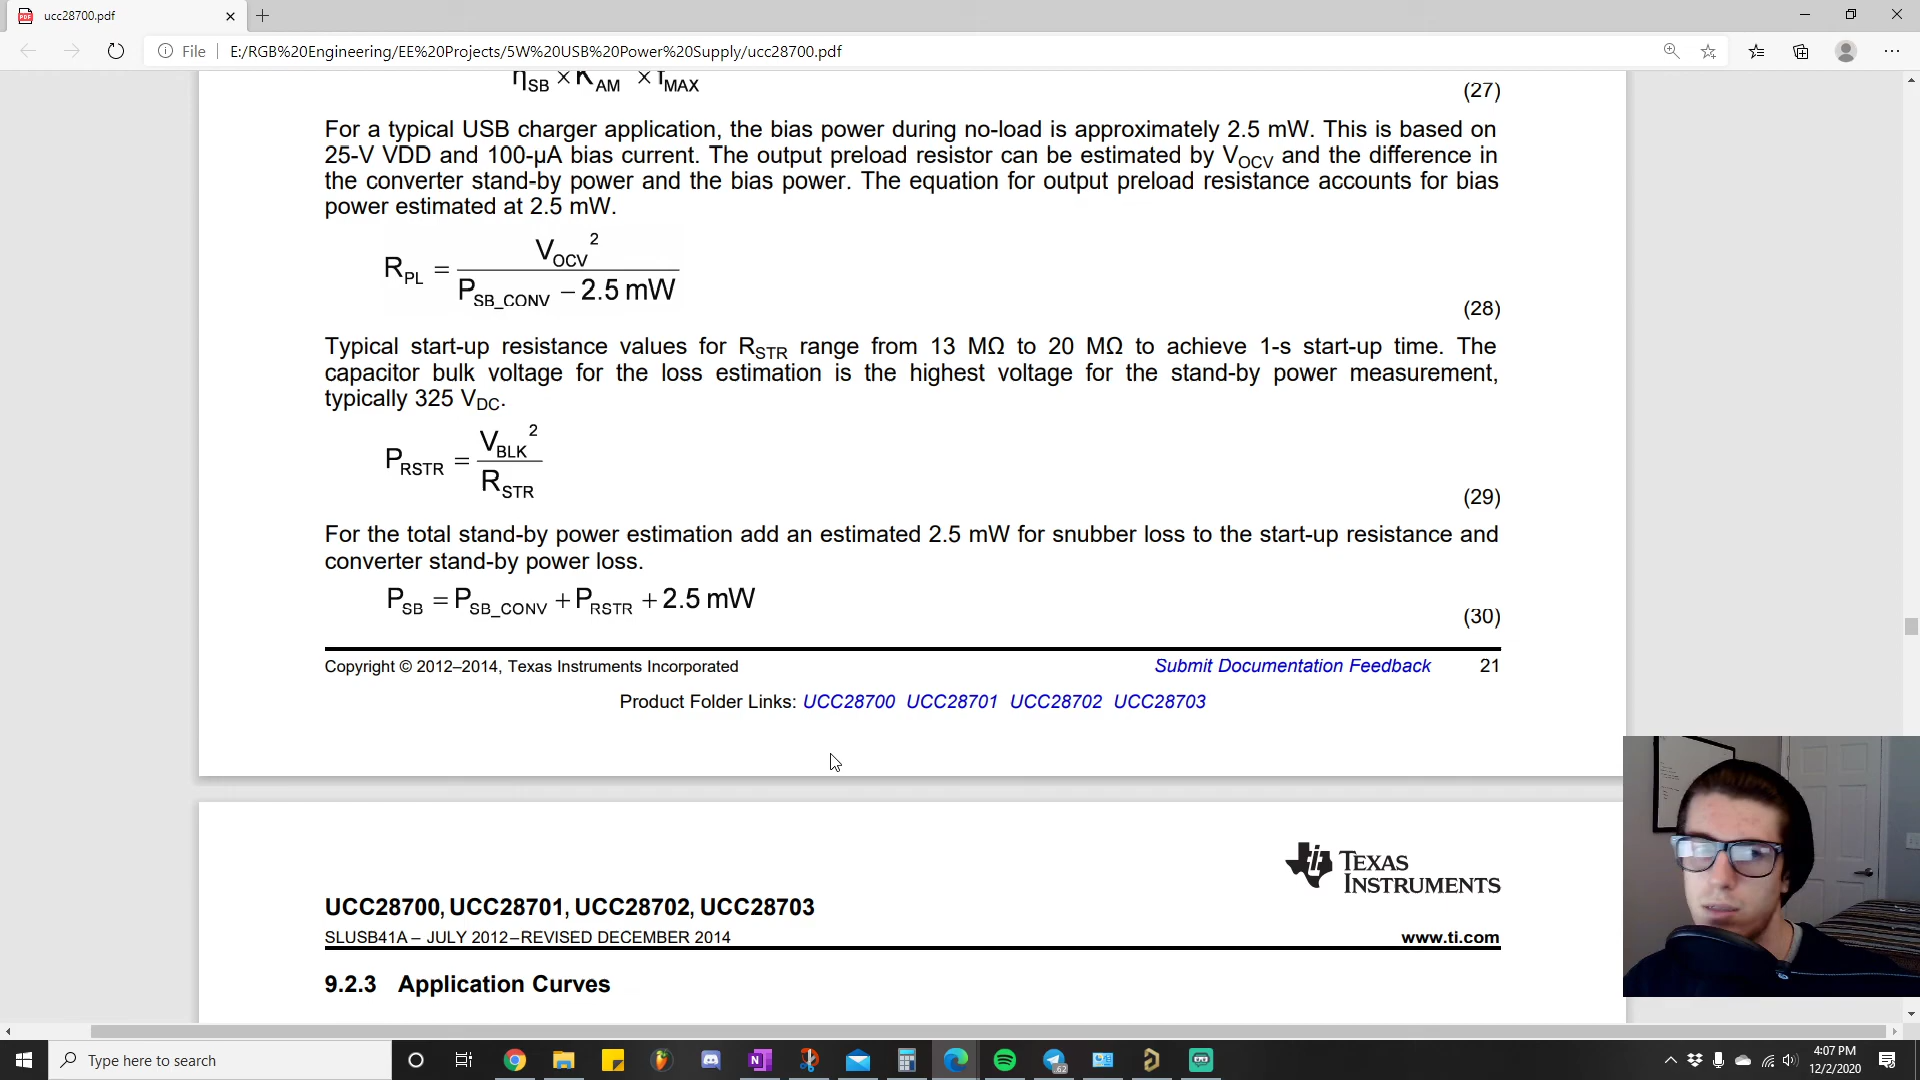 ucc28700.pdf
File
E:/RGB%20Engineering/EE%20Projects/5W%20USB%20Power%20Supply/ucc28700.pdf
ηSB × KAM × fMAX
(27)
For a typical USB charger application, the bias power during no-load is approximately 2.5 mW. This is based on
25-V VDD and 100-µA bias current. The output preload resistor can be estimated by VOCV and the difference in
the converter stand-by power and the bias power. The equation for output preload resistance accounts for bias
power estimated at 2.5 mW.
RPL = VOCV² / (PSB_CONV − 2.5 mW)
(28)
Typical start-up resistance values for RSTR range from 13 MΩ to 20 MΩ to achieve 1-s start-up time. The
capacitor bulk voltage for the loss estimation is the highest voltage for the stand-by power measurement,
typically 325 VDC.
PRSTR = VBLK² / RSTR
(29)
For the total stand-by power estimation add an estimated 2.5 mW for snubber loss to the start-up resistance and
converter stand-by power loss.
PSB = PSB_CONV + PRSTR + 2.5 mW
(30)
Copyright © 2012–2014, Texas Instruments Incorporated
Submit Documentation Feedback
21
Product Folder Links: UCC28700 UCC28701 UCC28702 UCC28703
TEXAS
INSTRUMENTS
UCC28700, UCC28701, UCC28702, UCC28703
SLUSB41A – JULY 2012–REVISED DECEMBER 2014
www.ti.com
9.2.3 Application Curves
Type here to search
4:07 PM
12/2/2020